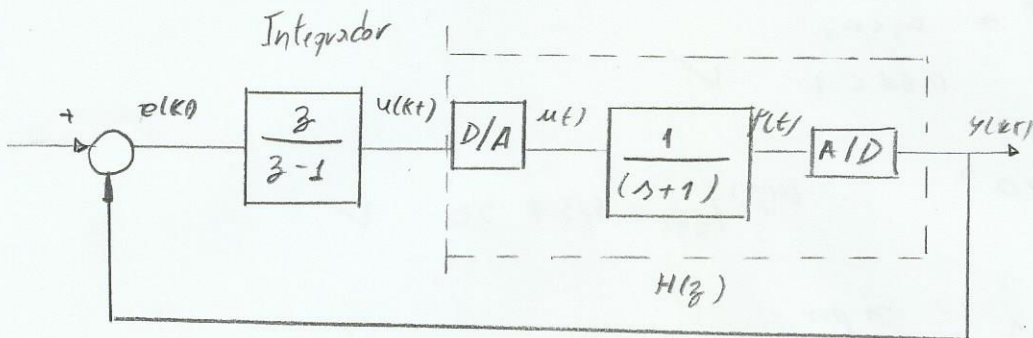 Integrador
+ e(kt) z / z - 1 u(kt) D/A u(t) 1 / (s+1) y(t) A/D y(kt)
H(z)